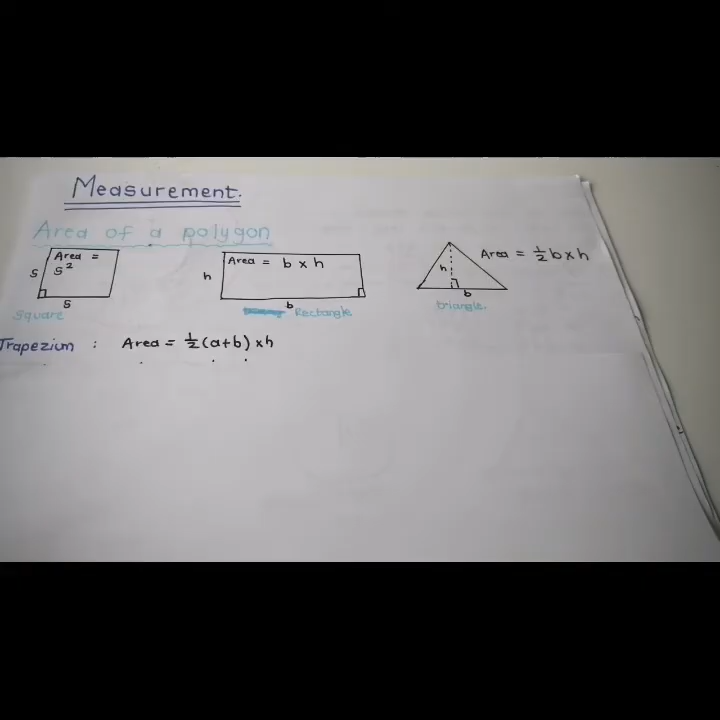 Measurement.
Area of a polygon
Area =
s²
s
s
Square
Area = b x h
h
b
Rectangle
Area = ½ b x h
h
b
triangle.
Trapezium : Area = ½ (a+b) x h